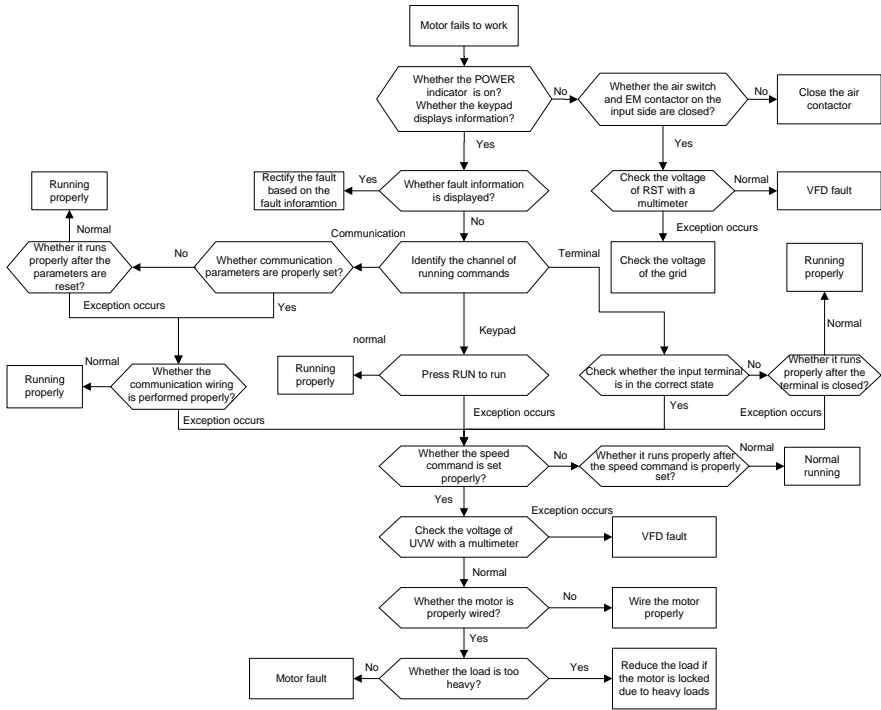 Motor fails to work
Whether the POWER
indicator is on?
Whether the keypad
displays information?
No
Whether the air switch
and EM contactor on the
input side are closed?
No
Close the air
contactor
Yes
Yes
Rectify the fault
based on the
fault inforamtion
Yes
Whether fault information
is displayed?
Check the voltage
of RST with a
multimeter
Normal
VFD fault
Running
properly
Normal
No
Exception occurs
Communication
Whether it runs
properly after the
parameters are
reset?
No
Whether communication
parameters are properly set?
Identify the channel of
running commands
Terminal
Check the voltage
of the grid
Running
properly
Exception occurs
Yes
Keypad
Normal
normal
Running
properly
Normal
Whether the
communication wiring
is performed properly?
Running
properly
Press RUN to run
Check whether the input terminal
is in the correct state
No
Whether it runs
properly after the
terminal is closed?
Exception occurs
Exception occurs
Yes
Exception occurs
Whether the speed
command is set
properly?
No
Whether it runs properly after
the speed command is properly
set?
Normal
Normal
running
Yes
Exception occurs
Check the voltage of
UVW with a multimeter
VFD fault
Normal
Whether the motor is
properly wired?
No
Wire the motor
properly
Yes
Motor fault
No
Whether the load is too
heavy?
Yes
Reduce the load if
the motor is locked
due to heavy loads